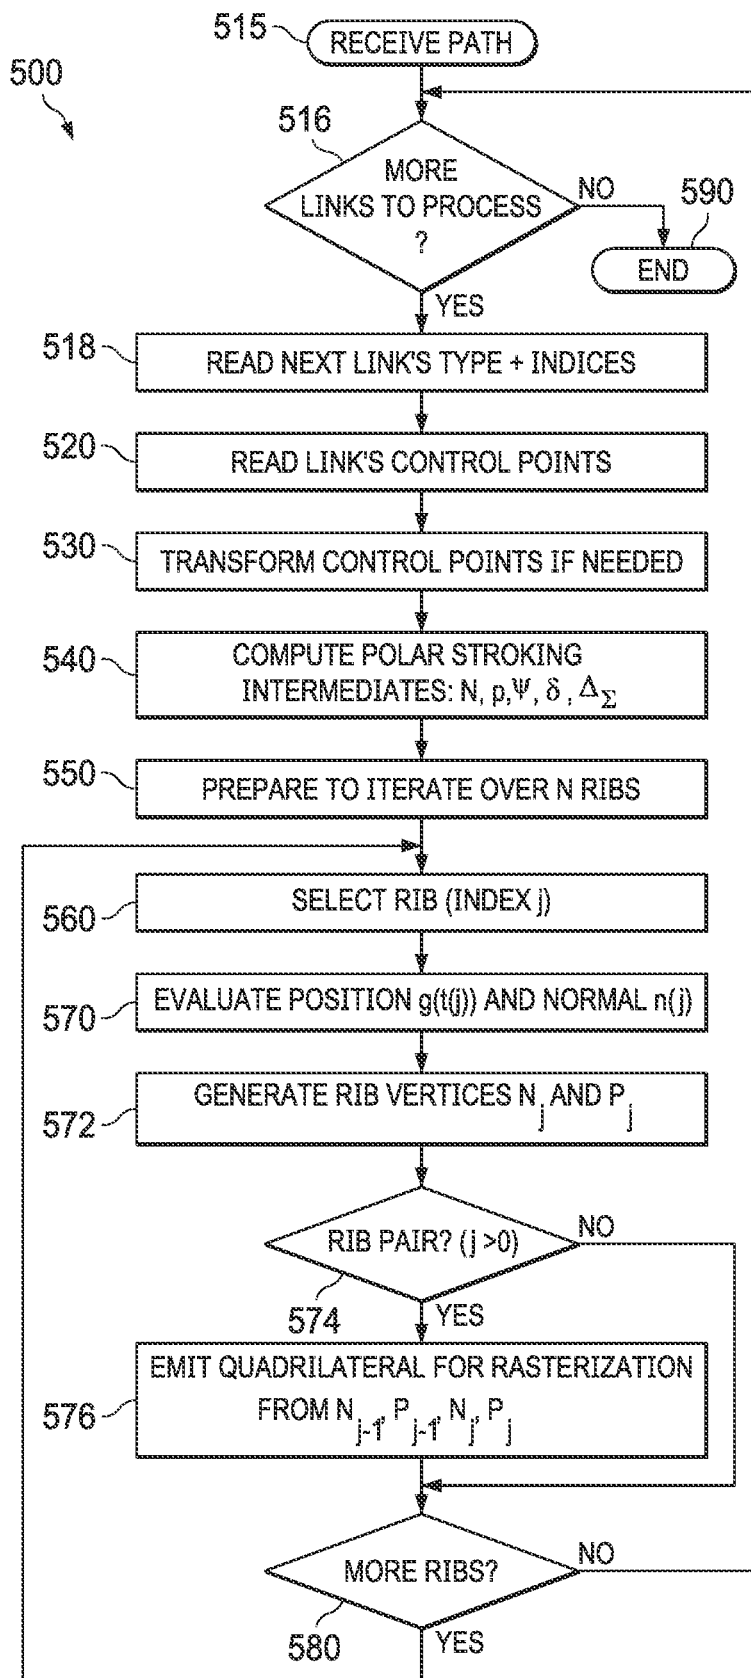 515
RECEIVE PATH
500
516
MORE
LINKS TO PROCESS
?
NO
590
END
YES
518
READ NEXT LINK'S TYPE + INDICES
520
READ LINK'S CONTROL POINTS
530
TRANSFORM CONTROL POINTS IF NEEDED
540
COMPUTE POLAR STROKING
INTERMEDIATES: N, p,Ψ, δ , Δ_Σ
550
PREPARE TO ITERATE OVER N RIBS
560
SELECT RIB (INDEX j)
570
EVALUATE POSITION g(t(j)) AND NORMAL n(j)
572
GENERATE RIB VERTICES N_j AND P_j
RIB PAIR? (j >0)
NO
574
YES
576
EMIT QUADRILATERAL FOR RASTERIZATION
FROM N_j-1, P_j-1, N_j, P_j
MORE RIBS?
NO
580
YES